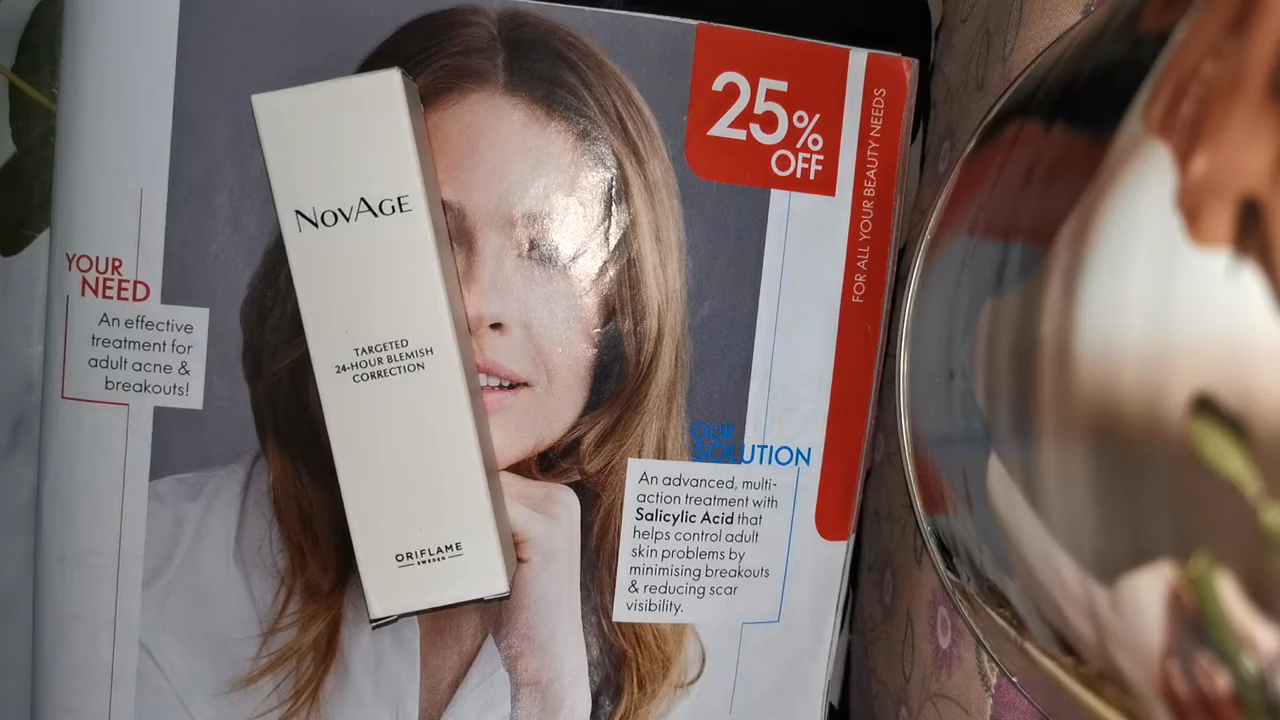 25%
OFF
FOR ALL YOUR BEAUTY NEEDS
NOVAGE
TARGETED
24-HOUR BLEMISH
CORRECTION
ORIFLAME
SWEDEN
YOUR
NEED
An effective
treatment for
adult acne &
breakouts!
OUR
SOLUTION
An advanced, multi-
action treatment with
Salicylic Acid that
helps control adult
skin problems by
minimising breakouts
& reducing scar
visibility.